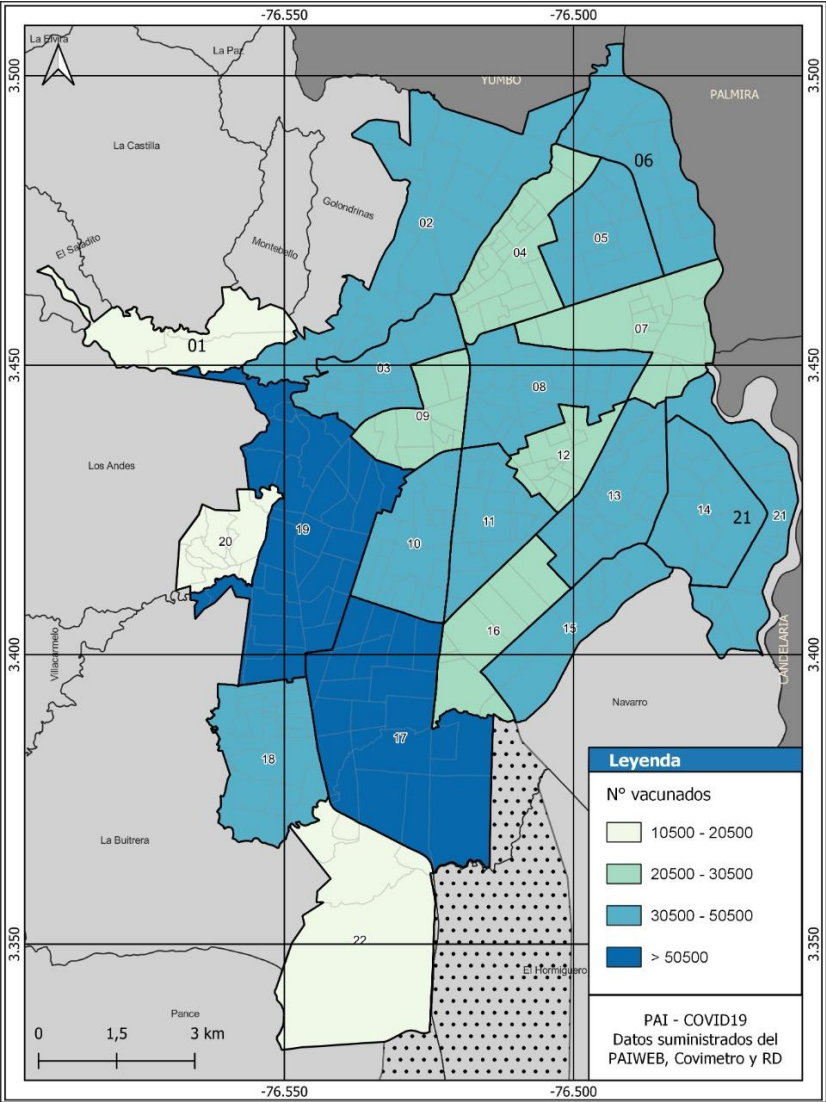 -76.550
-76.500
La Elvira
La Paz
3.500
3.500
YUMBO
PALMIRA
La Castilla
06
Golondrinas
02
05
El Saladito
Montebello
04
01
07
3.450
3.450
03
08
09
Los Andes
12
19
13
20
10
11
14
21
21
16
15
Villacarmelo
CANDELARIA
3.400
3.400
Navarro
17
18
La Buitrera
Leyenda
N° vacunados
10500 - 20500
20500 - 30500
30500 - 50500
> 50500
22
3.350
3.350
El Hormiguero
Pance
0 1,5 3 km
PAI - COVID19
Datos suministrados del
PAIWEB, Covimetro y RD
-76.550
-76.500